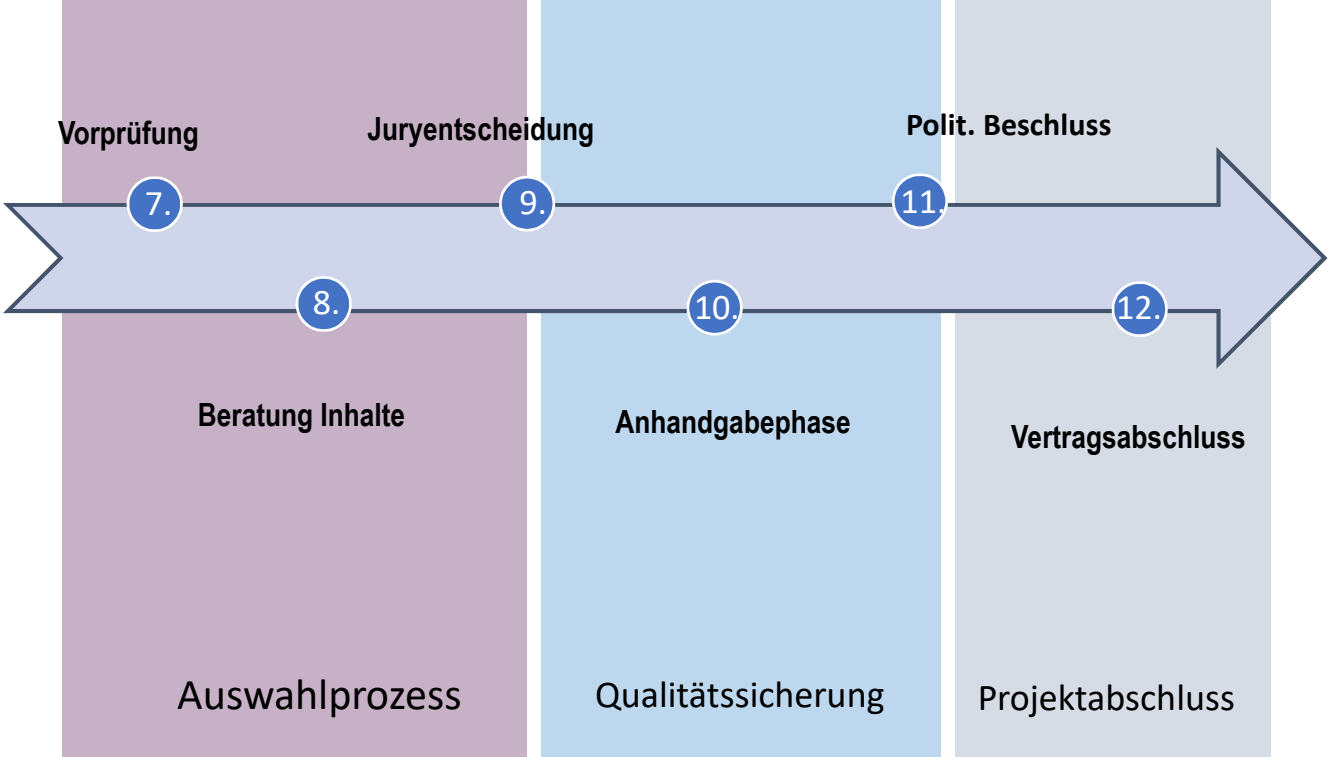 Vorprüfung
Juryentscheidung
Polit. Beschluss
7.
9.
11.
8.
10.
12.
Beratung Inhalte
Anhandgabephase
Vertragsabschluss
Auswahlprozess
Qualitätssicherung
Projektabschluss